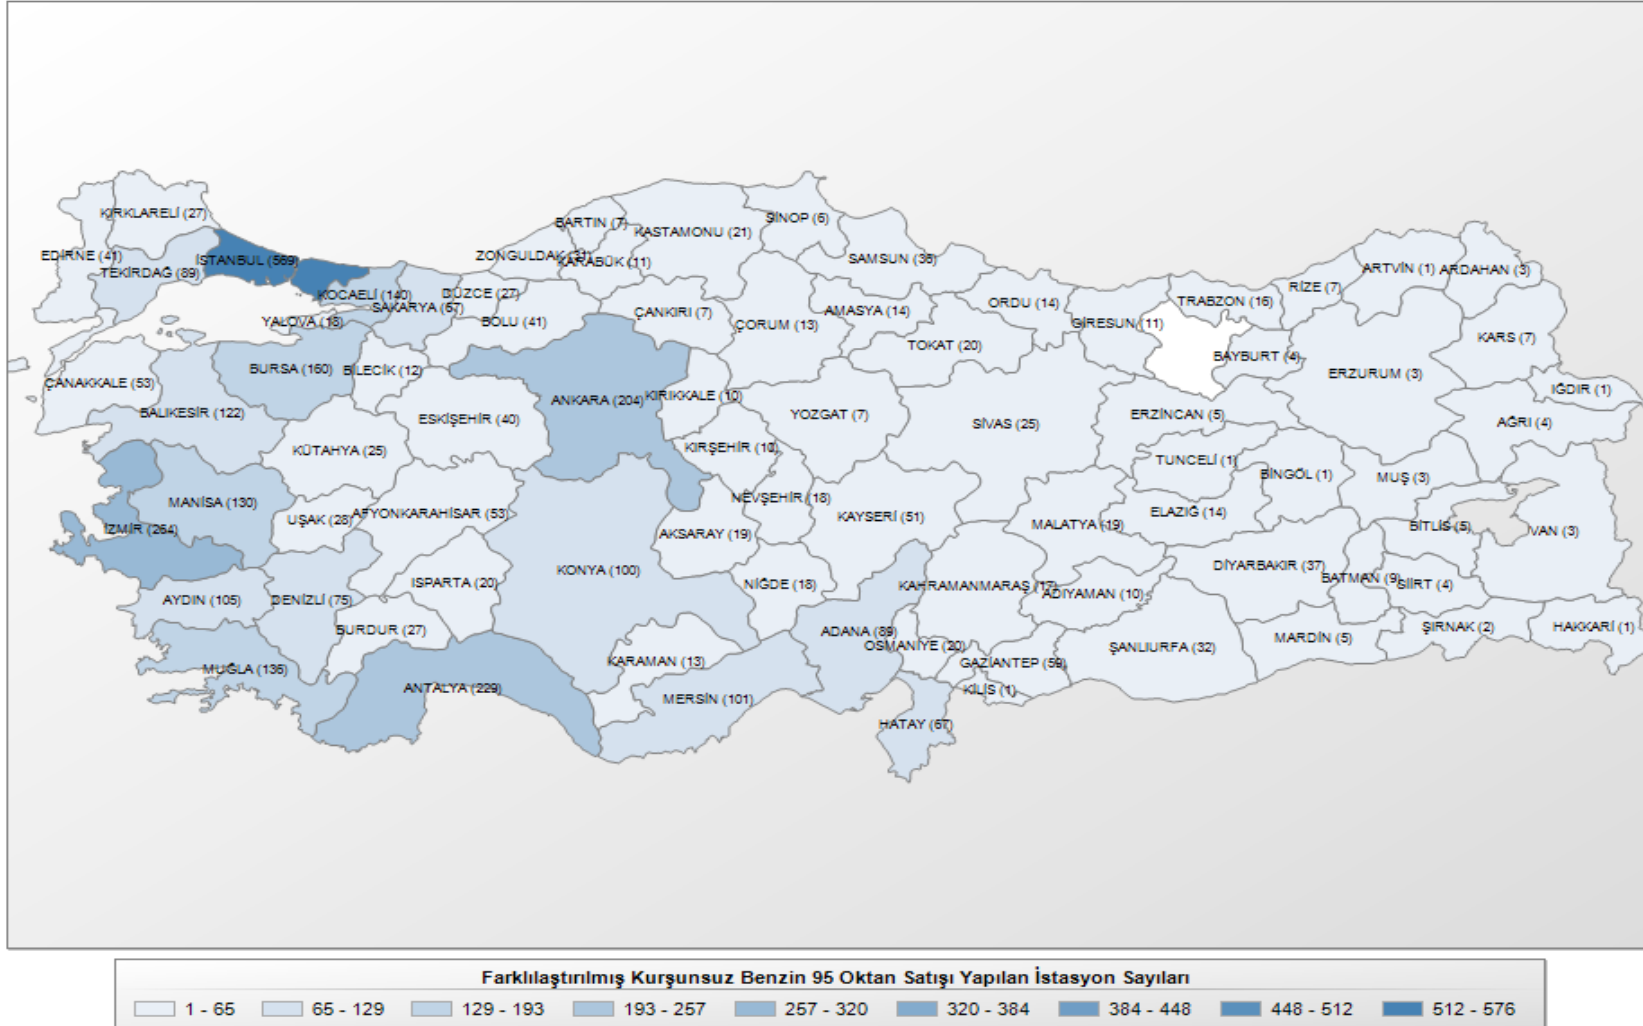 KIRKLARELİ (27)
EDİRNE (41)
TEKİRDAĞ (89)
İSTANBUL (569)
KOCAELİ (140)
YALOVA (16)
SAKARYA (67)
DÜZCE (27)
BOLU (41)
ZONGULDAK
BARTIN (7)
KARABÜK (11)
KASTAMONU (21)
SİNOP (6)
SAMSUN (36)
ÇANKIRI (7)
ÇORUM (13)
AMASYA (14)
TOKAT (20)
ORDU (14)
GİRESUN (11)
TRABZON (16)
RİZE (7)
ARTVİN (1)
ARDAHAN (3)
KARS (7)
BAYBURT (4)
ERZURUM (3)
IĞDIR (1)
AĞRI (4)
ÇANAKKALE (53)
BALIKESİR (122)
BURSA (160)
BİLECİK (12)
ESKİŞEHİR (40)
ANKARA (204)
KIRIKKALE (10)
YOZGAT (7)
SİVAS (25)
ERZİNCAN (5)
TUNCELİ (1)
BİNGÖL (1)
MUŞ (3)
KÜTAHYA (25)
KIRŞEHİR (10)
NEVŞEHİR (18)
MANİSA (130)
UŞAK (28)
AFYONKARAHİSAR (53)
İZMİR (264)
AKSARAY (19)
KAYSERİ (51)
MALATYA (19)
ELAZIĞ (14)
BİTLİS (5)
VAN (3)
AYDIN (105)
DENİZLİ (75)
ISPARTA (20)
KONYA (100)
NİĞDE (18)
KAHRAMANMARAŞ (17)
ADIYAMAN (10)
DİYARBAKIR (37)
BATMAN (9)
SİİRT (4)
BURDUR (27)
KARAMAN (13)
ADANA (89)
OSMANİYE (20)
GAZİANTEP (59)
ŞANLIURFA (32)
MARDİN (5)
ŞIRNAK (2)
HAKKARİ (1)
MUĞLA (136)
ANTALYA (229)
MERSİN (101)
KİLİS (1)
HATAY (67)
Farklılaştırılmış Kurşunsuz Benzin 95 Oktan Satışı Yapılan İstasyon Sayıları
1 - 65 65 - 129 129 - 193 193 - 257 257 - 320 320 - 384 384 - 448 448 - 512 512 - 576